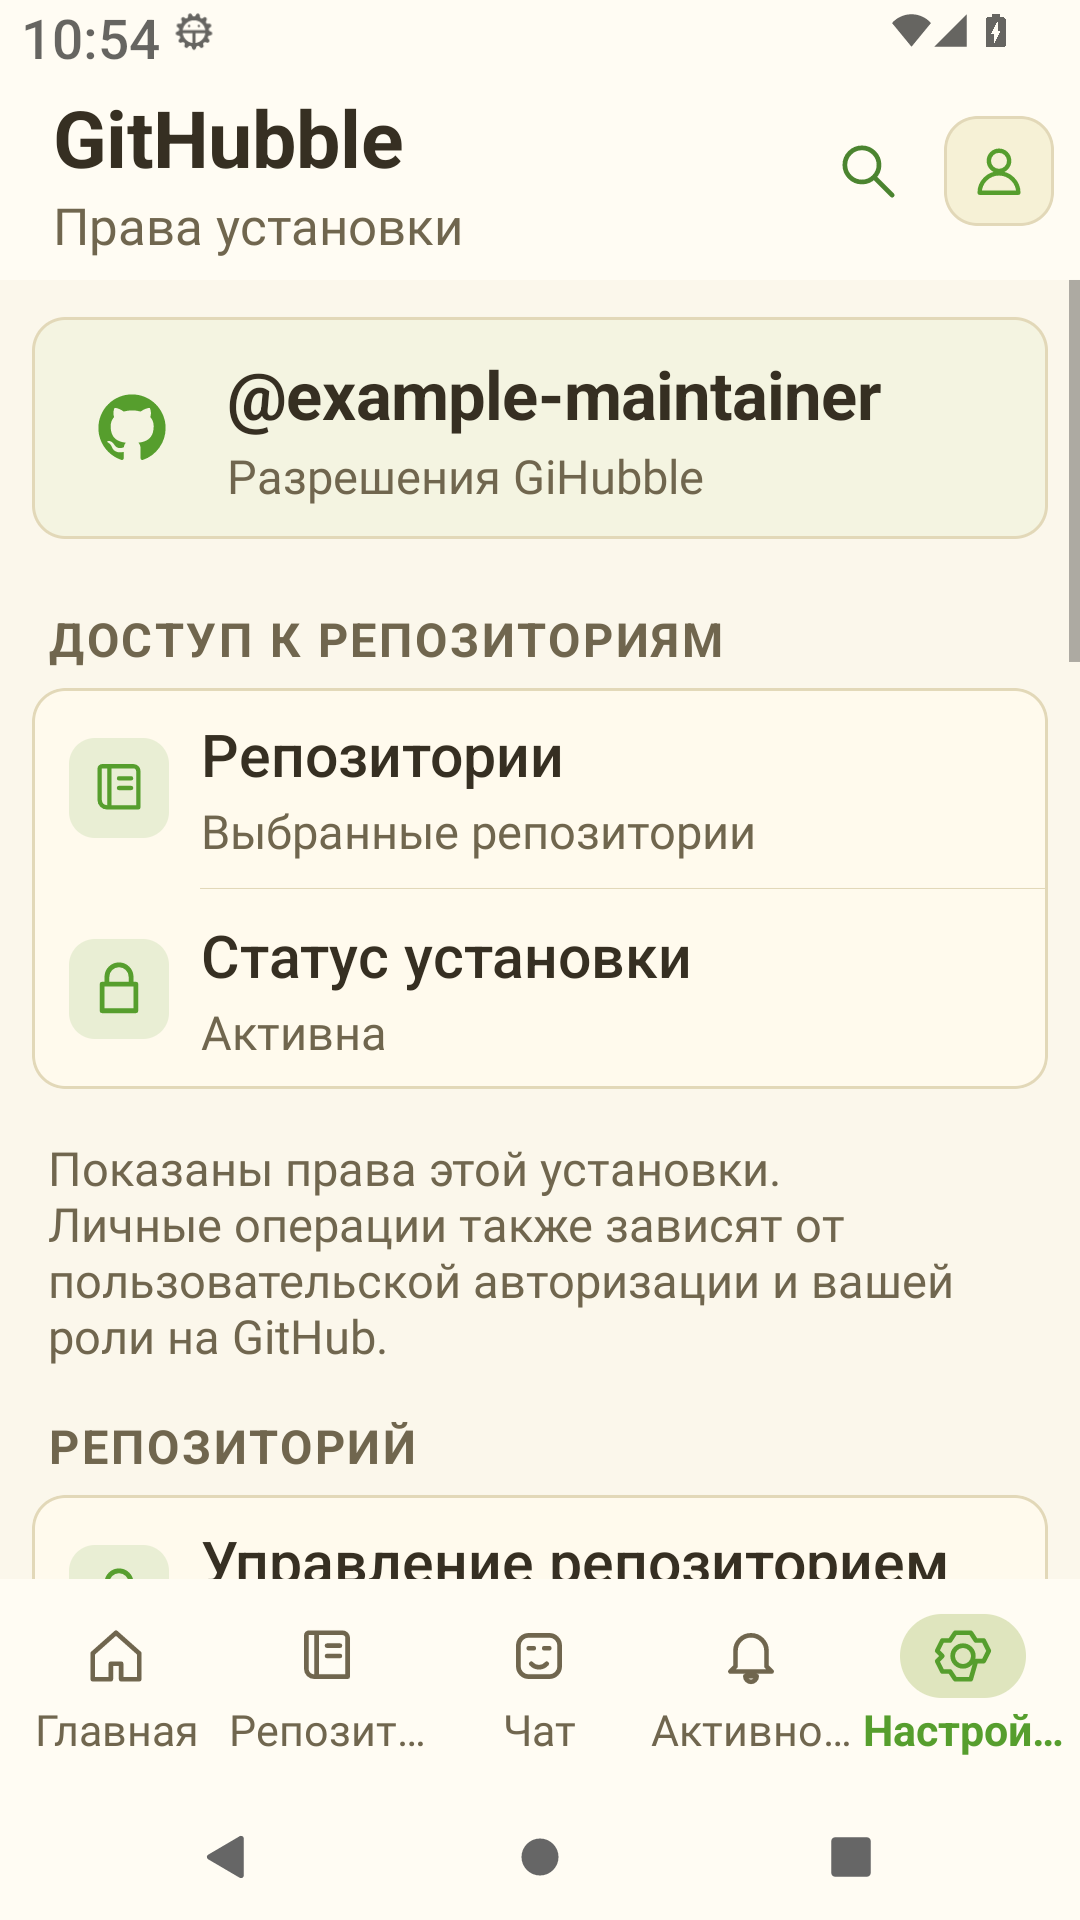 10:54
GitHubble
Права установки
@example-maintainer
Разрешения GiHubble
ДОСТУП К РЕПОЗИТОРИЯМ
Репозитории
Выбранные репозитории
Статус установки
Активна
Показаны права этой установки.
Личные операции также зависят от
пользовательской авторизации и вашей
роли на GitHub.
РЕПОЗИТОРИЙ
Управление репозиторием
Главная
Репозит…
Чат
Активно…
Настрой…